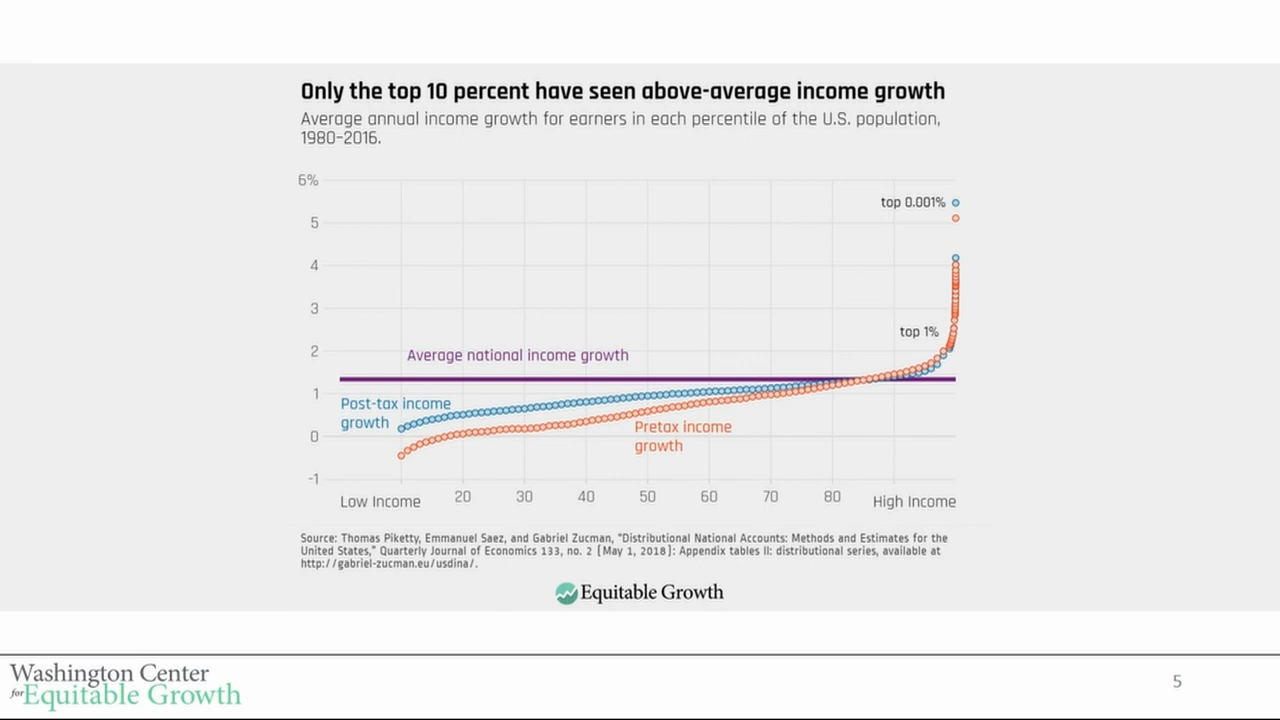 Only the top 10 percent have seen above-average income growth
Average annual income growth for earners in each percentile of the U.S. population,
1980–2016.
6%
top 0.001%
5
4
3
top 1%
2
Average national income growth
1
Post-tax income
growth
Pretax income
growth
0
-1
Low Income
20
30
40
50
60
70
80
High Income
Source: Thomas Piketty, Emmanuel Saez, and Gabriel Zucman, "Distributional National Accounts: Methods and Estimates for the
United States," Quarterly Journal of Economics 133, no. 2 [May 1, 2018]: Appendix tables II: distributional series, available at
http://gabriel-zucman.eu/usdina/.
Equitable Growth
Washington Center
for Equitable Growth
5